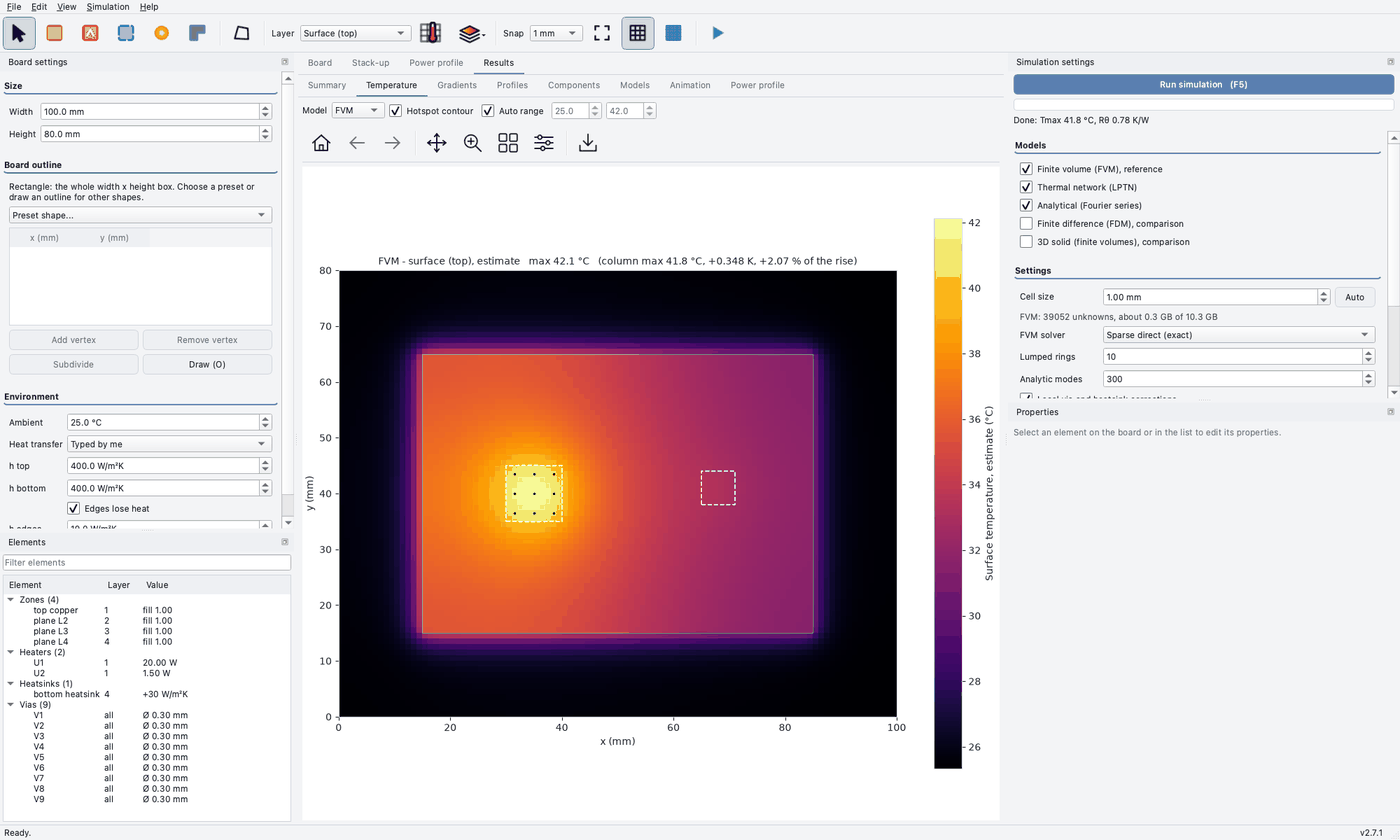 File Edit View Simulation Help
Layer Surface (top) Snap 1 mm
Board settings
Size
Width 100.0 mm
Height 80.0 mm
Board outline
Rectangle: the whole width x height box. Choose a preset or
draw an outline for other shapes.
Preset shape...
x (mm) y (mm)
Add vertex Remove vertex
Subdivide Draw (O)
Environment
Ambient 25.0 °C
Heat transfer Typed by me
h top 400.0 W/m²K
h bottom 400.0 W/m²K
Edges lose heat
h edges 10.0 W/m²K
Elements
Filter elements
Element Layer Value
Zones (4)
top copper 1 fill 1.00
plane L2 2 fill 1.00
plane L3 3 fill 1.00
plane L4 4 fill 1.00
Heaters (2)
U1 1 20.00 W
U2 1 1.50 W
Heatsinks (1)
bottom heatsink 4 +30 W/m²K
Vias (9)
V1 all Ø 0.30 mm
V2 all Ø 0.30 mm
V3 all Ø 0.30 mm
V4 all Ø 0.30 mm
V5 all Ø 0.30 mm
V6 all Ø 0.30 mm
V7 all Ø 0.30 mm
V8 all Ø 0.30 mm
V9 all Ø 0.30 mm
Board Stack-up Power profile Results
Summary Temperature Gradients Profiles Components Models Animation Power profile
Model FVM Hotspot contour Auto range 25.0 42.0
FVM - surface (top), estimate max 42.1 °C (column max 41.8 °C, +0.348 K, +2.07 % of the rise)
80
70
60
50
40
30
20
10
0
y (mm)
0 20 40 60 80 100
x (mm)
42
40
38
36
34
32
30
28
26
Surface temperature, estimate (°C)
Simulation settings
Run simulation (F5)
Done: Tmax 41.8 °C, Rθ 0.78 K/W
Models
Finite volume (FVM), reference
Thermal network (LPTN)
Analytical (Fourier series)
Finite difference (FDM), comparison
3D solid (finite volumes), comparison
Settings
Cell size 1.00 mm Auto
FVM: 39052 unknowns, about 0.3 GB of 10.3 GB
FVM solver Sparse direct (exact)
Lumped rings 10
Analytic modes 300
Local via and heatsink corrections
Properties
Select an element on the board or in the list to edit its properties.
Ready.
v2.7.1